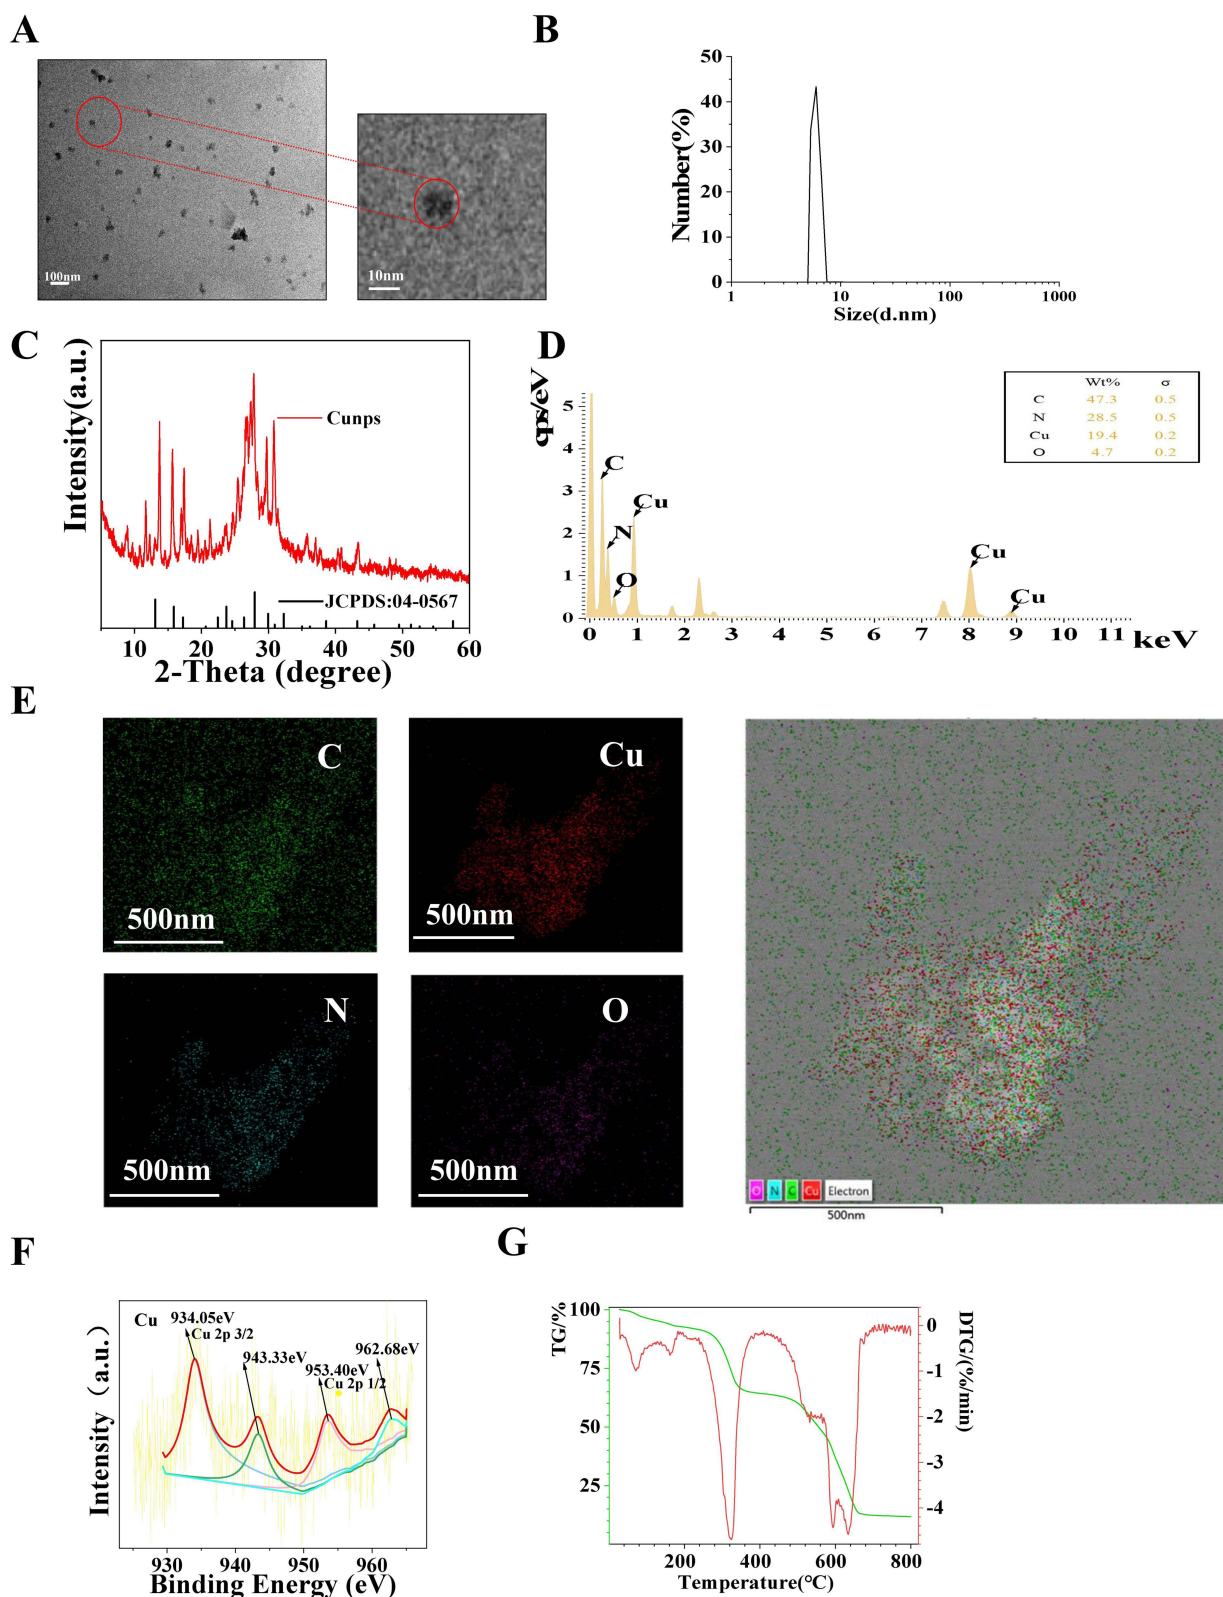 A
100nm
10nm
B
Number(%)
50
40
30
20
10
0
1 10 100 1000
Size(d.nm)
C
Intensity(a.u.)
Cunps
JCPDS:04-0567
10 20 30 40 50 60
2-Theta (degree)
D
cps/eV
5
4
3
2
1
0
C
N
O
Cu
Cu
Cu
Wt% σ
C 47.3 0.5
N 28.5 0.5
Cu 19.4 0.2
O 4.7 0.2
0 1 2 3 4 5 6 7 8 9 10 11 keV
E
C
500nm
Cu
500nm
N
500nm
O
500nm
O N C Cu Electron
500nm
F
Intensity (a.u.)
Cu
934.05eV
Cu 2p 3/2
943.33eV
953.40eV
Cu 2p 1/2
962.68eV
930 940 950 960
Binding Energy (eV)
G
TG/%
100
75
50
25
DTG/(%/min)
0
-1
-2
-3
-4
200 400 600 800
Temperature(°C)